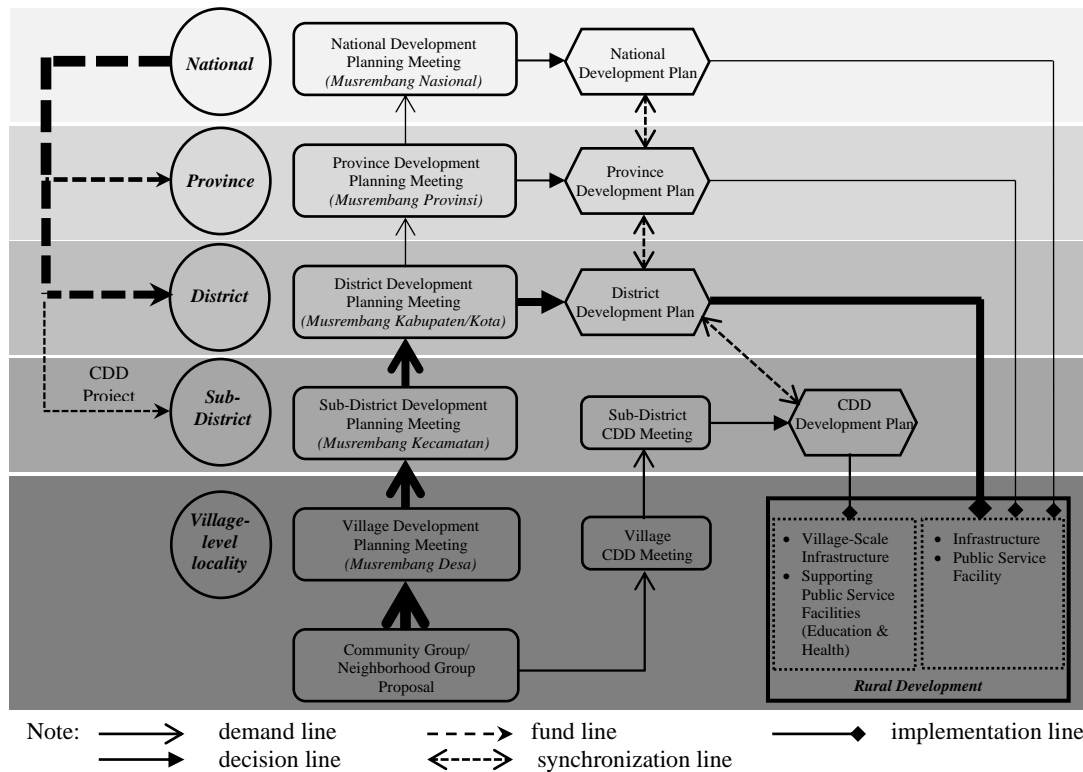 National
National Development
Planning Meeting
(Musrembang Nasional)
National
Development Plan
Province
Province Development
Planning Meeting
(Musrembang Provinsi)
Province
Development Plan
District
District Development
Planning Meeting
(Musrembang Kabupaten/Kota)
District
Development Plan
CDD
Project
Sub-
District
Sub-District Development
Planning Meeting
(Musrembang Kecamatan)
Sub-District
CDD Meeting
CDD
Development Plan
Village-
level
locality
Village Development
Planning Meeting
(Musrembang Desa)
Village
CDD Meeting
Community Group/
Neighborhood Group
Proposal
• Village-Scale
Infrastructure
• Supporting
Public Service
Facilities
(Education &
Health)
• Infrastructure
• Public Service
Facility
Rural Development
Note:
demand line
fund line
implementation line
decision line
synchronization line